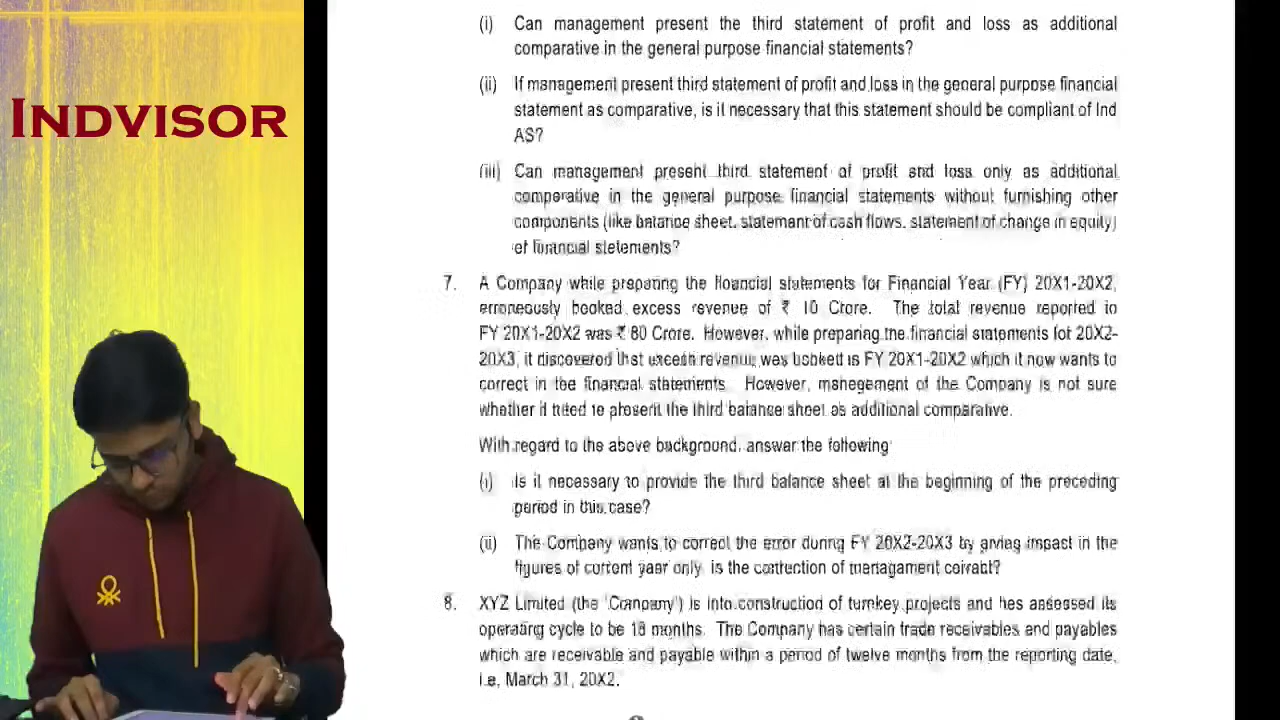 INDVISOR
(i) Can management present the third statement of profit and loss as additional
comparative in the general purpose financial statements?
(ii) If management present third statement of profit and loss in the general purpose financial
statement as comparative, is it necessary that this statement should be compliant of Ind
AS?
(iii) Can management present third statement of profit and loss only as additional
comparative in the general purpose financial statements without furnishing other
components (like balance sheet, statement of cash flows, statement of change in equity)
of financial statements?
7. A Company while preparing the financial statements for Financial Year (FY) 20X1-20X2,
erroneously booked excess revenue of ₹ 10 Crore. The total revenue reported in
FY 20X1-20X2 was ₹ 80 Crore. However, while preparing the financial statements for 20X2-
20X3, it discovered that excess revenue was booked in FY 20X1-20X2 which it now wants to
correct in the financial statements. However, management of the Company is not sure
whether it need to present the third balance sheet as additional comparative.
With regard to the above background, answer the following
(i) Is it necessary to provide the third balance sheet at the beginning of the preceding
period in this case?
(ii) The Company wants to correct the error during FY 20X2-20X3 by giving impact in the
figures of current year only. Is the contention of management correct?
8. XYZ Limited (the 'Company') is into construction of turnkey projects and has assessed its
operating cycle to be 18 months. The Company has certain trade receivables and payables
which are receivable and payable within a period of twelve months from the reporting date,
i.e, March 31, 20X2.